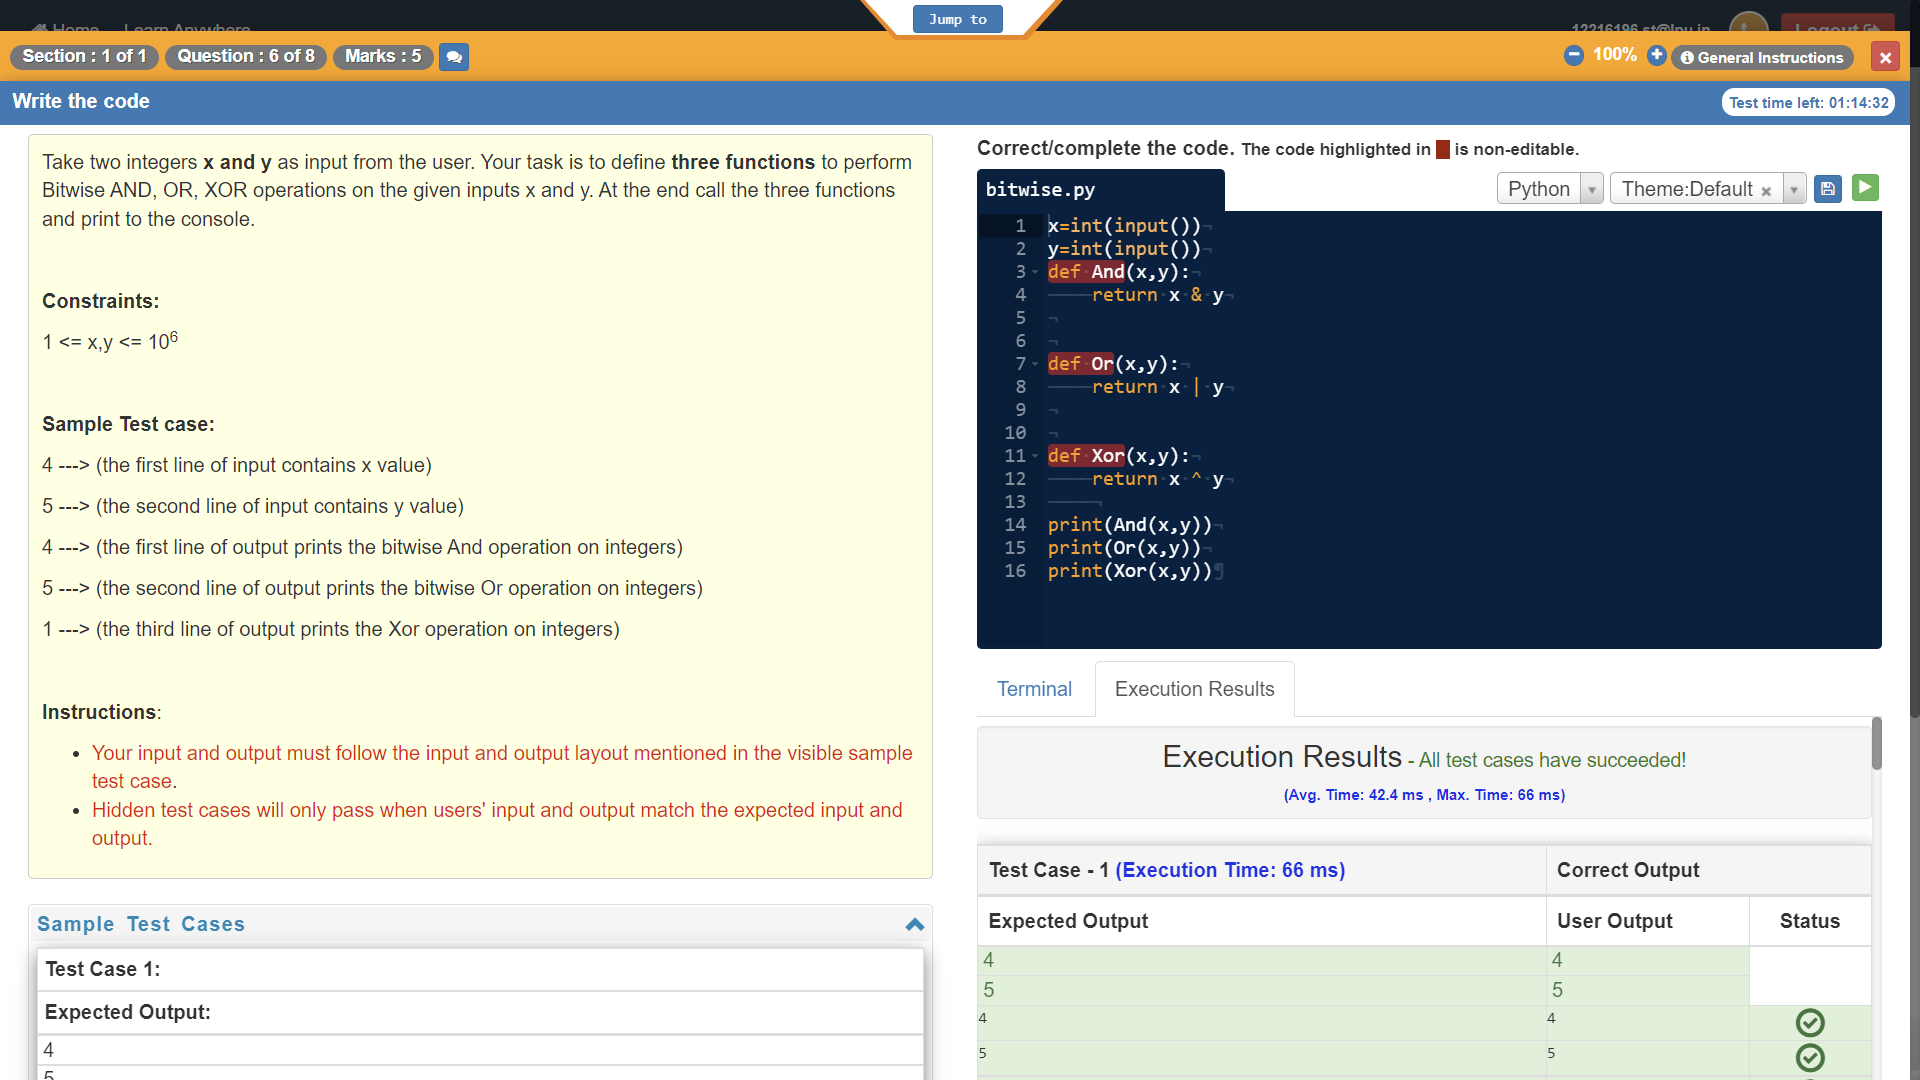 Jump to
Home Learn Anywhere
12216196.st@lpu.in Logout
Section : 1 of 1 Question : 6 of 8 Marks : 5
100% General Instructions
Write the code
Test time left: 01:14:32
Take two integers x and y as input from the user. Your task is to define three functions to perform
Bitwise AND, OR, XOR operations on the given inputs x and y. At the end call the three functions
and print to the console.
Constraints:
1 <= x,y <= 10⁶
Sample Test case:
4 ---> (the first line of input contains x value)
5 ---> (the second line of input contains y value)
4 ---> (the first line of output prints the bitwise And operation on integers)
5 ---> (the second line of output prints the bitwise Or operation on integers)
1 ---> (the third line of output prints the Xor operation on integers)
Instructions:
• Your input and output must follow the input and output layout mentioned in the visible sample
test case.
• Hidden test cases will only pass when users' input and output match the expected input and
output.
Sample Test Cases
Test Case 1:
Expected Output:
4
5
Correct/complete the code. The code highlighted in is non-editable.
bitwise.py
Python Theme:Default ×
1 x=int(input())
2 y=int(input())
3 def And(x,y):
4 return x & y
5
6
7 def Or(x,y):
8 return x | y
9
10
11 def Xor(x,y):
12 return x ^ y
13
14 print(And(x,y))
15 print(Or(x,y))
16 print(Xor(x,y))
Terminal Execution Results
Execution Results - All test cases have succeeded!
(Avg. Time: 42.4 ms , Max. Time: 66 ms)
Test Case - 1 (Execution Time: 66 ms) Correct Output
Expected Output User Output Status
4 4
5 5
4 4
5 5